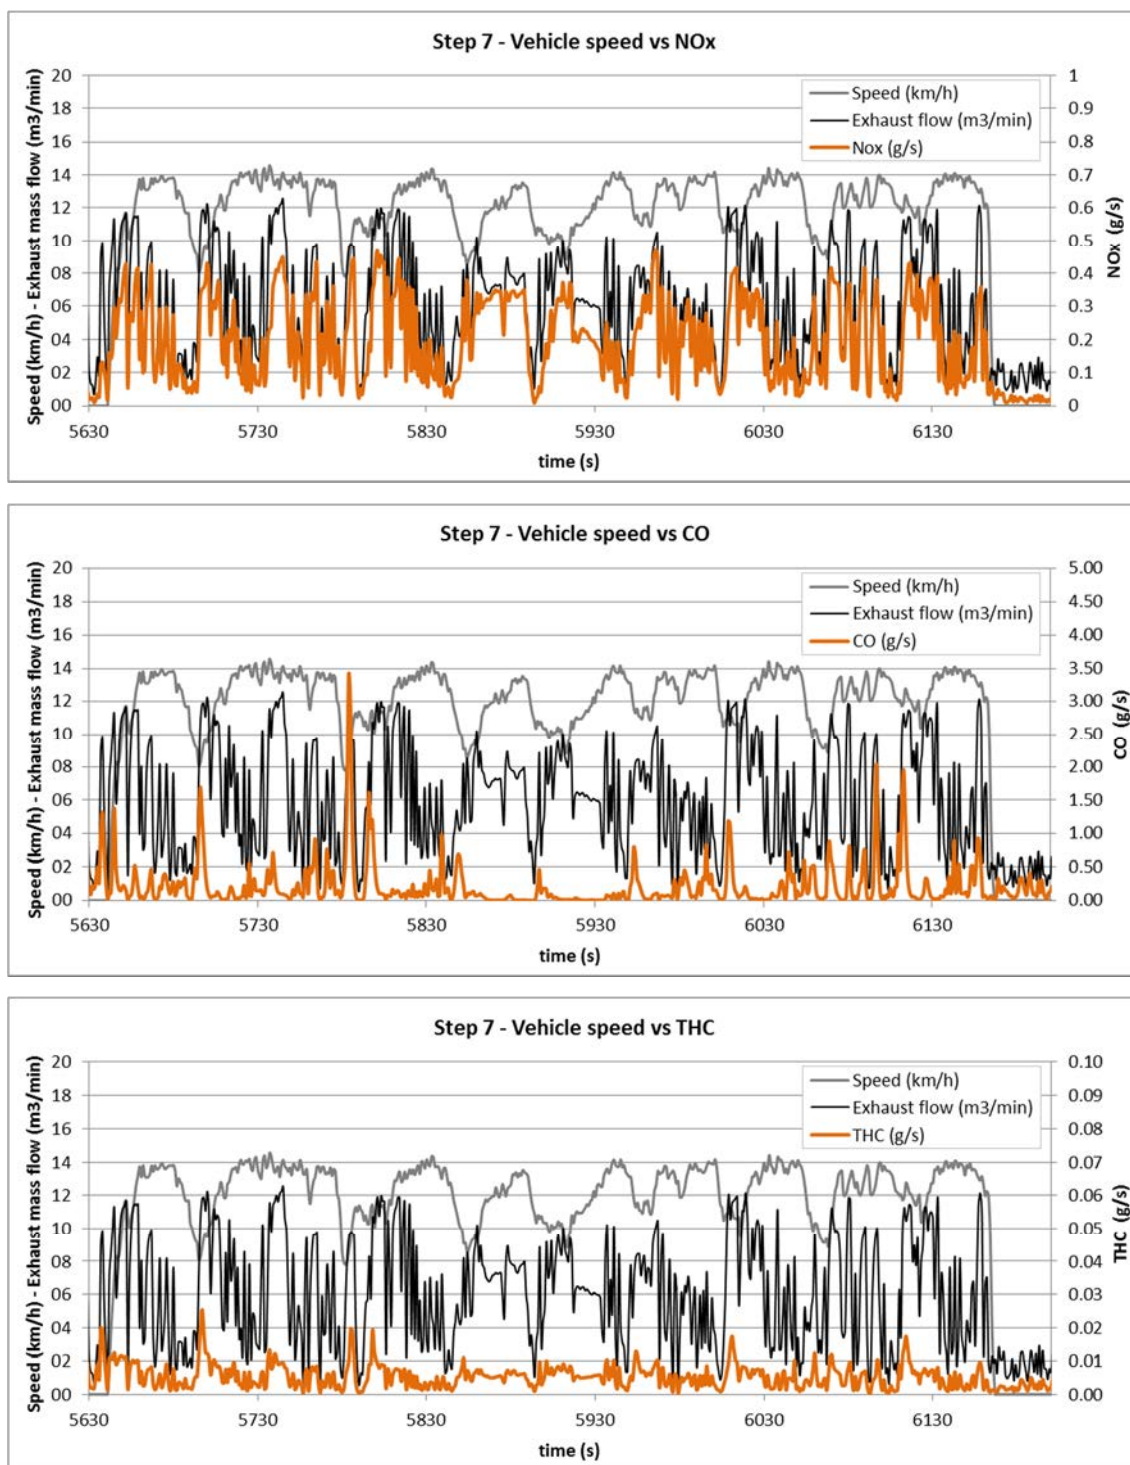 Step 7 - Vehicle speed vs NOx
Speed (km/h) - Exhaust mass flow (m3/min)
20
18
16
14
12
10
08
06
04
02
00
Speed (km/h)
Exhaust flow (m3/min)
Nox (g/s)
1
0.9
0.8
0.7
0.6
0.5
0.4
0.3
0.2
0.1
0
NOx (g/s)
5630 5730 5830 5930 6030 6130
time (s)
Step 7 - Vehicle speed vs CO
Speed (km/h) - Exhaust mass flow (m3/min)
20
18
16
14
12
10
08
06
04
02
00
Speed (km/h)
Exhaust flow (m3/min)
CO (g/s)
5.00
4.50
4.00
3.50
3.00
2.50
2.00
1.50
1.00
0.50
0.00
CO (g/s)
5630 5730 5830 5930 6030 6130
time (s)
Step 7 - Vehicle speed vs THC
Speed (km/h) - Exhaust mass flow (m3/min)
20
18
16
14
12
10
08
06
04
02
00
Speed (km/h)
Exhaust flow (m3/min)
THC (g/s)
0.10
0.09
0.08
0.07
0.06
0.05
0.04
0.03
0.02
0.01
0.00
THC (g/s)
5630 5730 5830 5930 6030 6130
time (s)